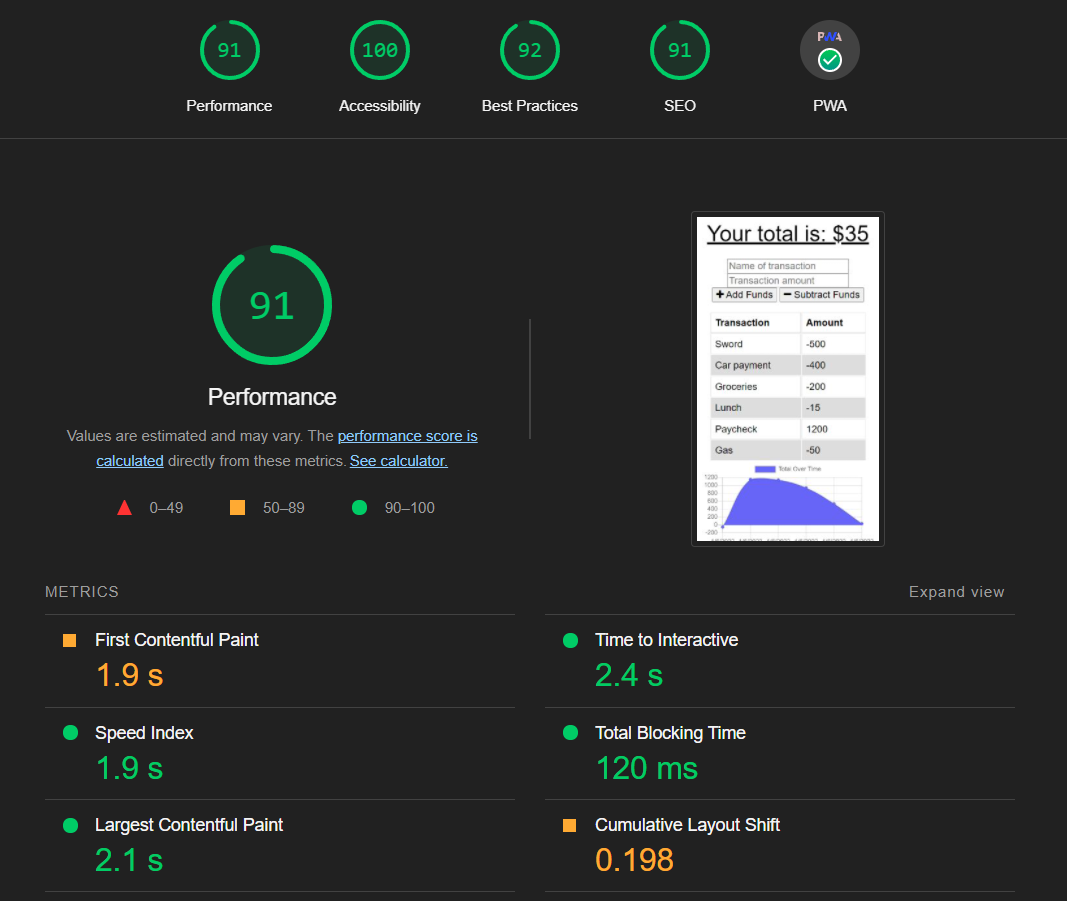 91 100 92 91 PWA
Performance Accessibility Best Practices SEO PWA
91
Performance
Values are estimated and may vary. The performance score is
calculated directly from these metrics. See calculator.
0–49 50–89 90–100
Your total is: $35
Name of transaction
Transaction amount
Add Funds Subtract Funds
Transaction Amount
Sword -500
Car payment -400
Groceries -200
Lunch -15
Paycheck 1200
Gas -50
Total Over Time
1200
1000
800
600
400
200
0
-200
METRICS Expand view
First Contentful Paint Time to Interactive
1.9 s 2.4 s
Speed Index Total Blocking Time
1.9 s 120 ms
Largest Contentful Paint Cumulative Layout Shift
2.1 s 0.198